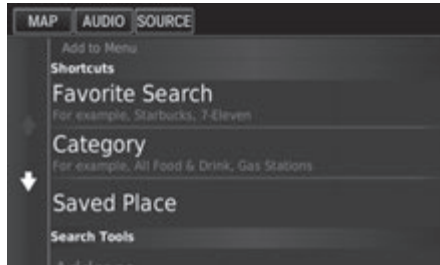 MAP AUDIO SOURCE
Add to Menu
Shortcuts
Favorite Search
For example, Starbucks, 7-Eleven
Category
For example, All Food & Drink, Gas Stations
Saved Place
Search Tools